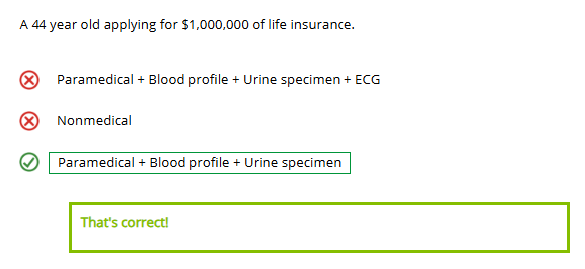 A 44 year old applying for $1,000,000 of life insurance.
Paramedical + Blood profile + Urine specimen + ECG
Nonmedical
Paramedical + Blood profile + Urine specimen
That's correct!